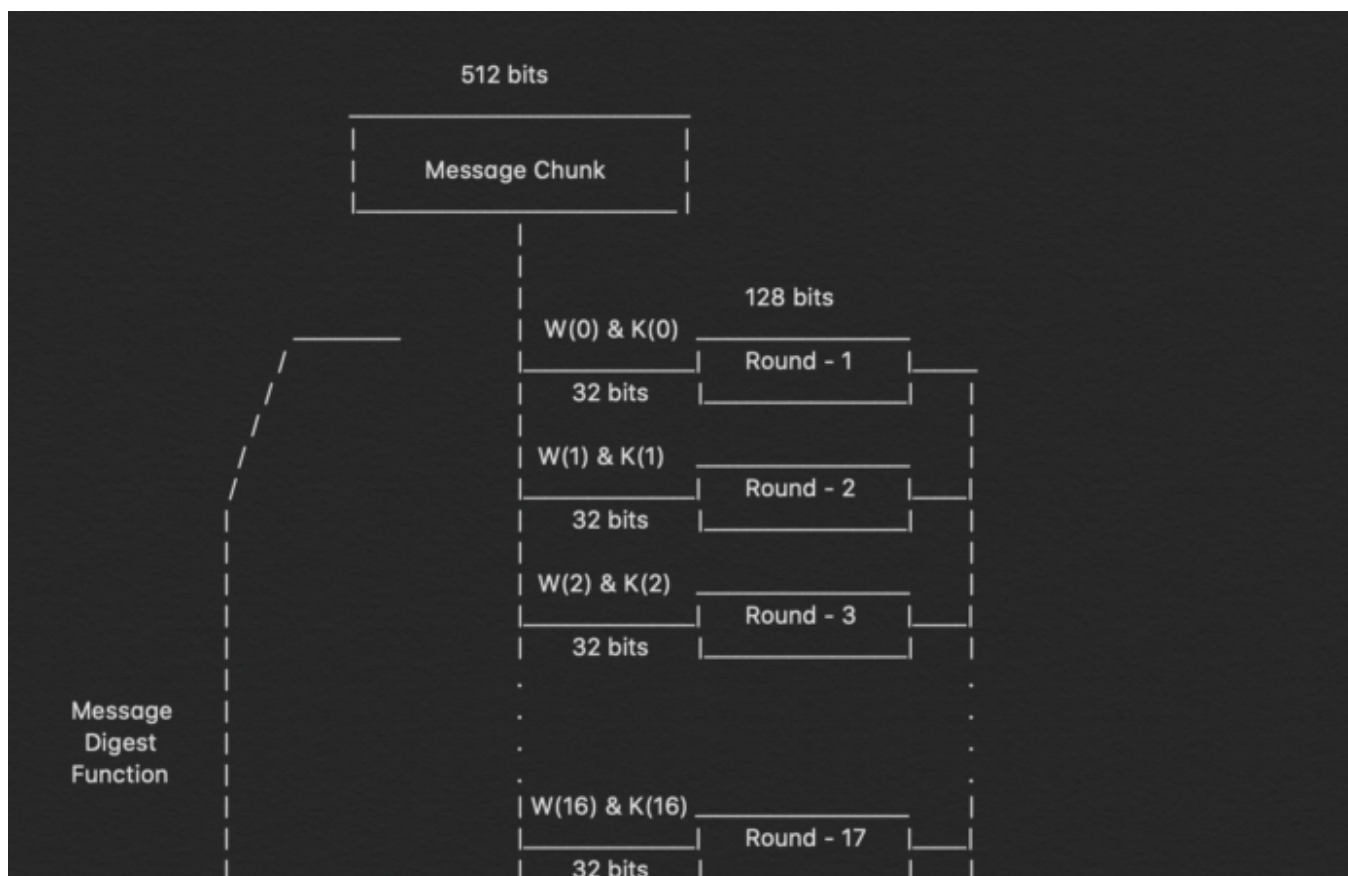 512 bits
Message Chunk
128 bits
W(0) & K(0)
Round - 1
32 bits
W(1) & K(1)
Round - 2
32 bits
W(2) & K(2)
Round - 3
32 bits
Message
Digest
Function
W(16) & K(16)
Round - 17
32 bits